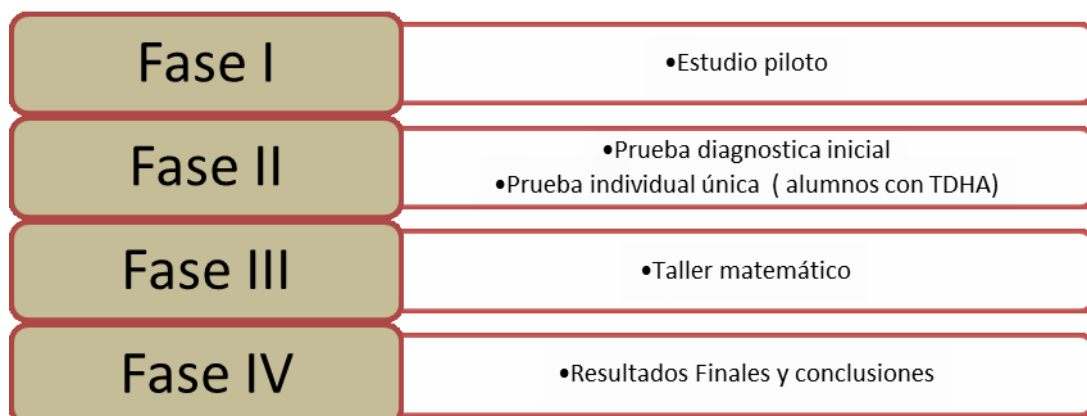 Fase I
•Estudio piloto
Fase II
•Prueba diagnostica inicial
•Prueba individual única ( alumnos con TDHA)
Fase III
•Taller matemático
Fase IV
•Resultados Finales y conclusiones